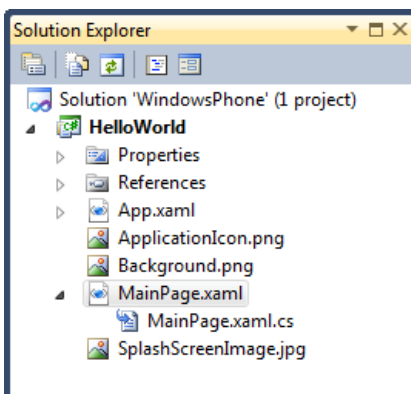 Solution Explorer
Solution 'WindowsPhone' (1 project)
HelloWorld
Properties
References
App.xaml
ApplicationIcon.png
Background.png
MainPage.xaml
MainPage.xaml.cs
SplashScreenImage.jpg